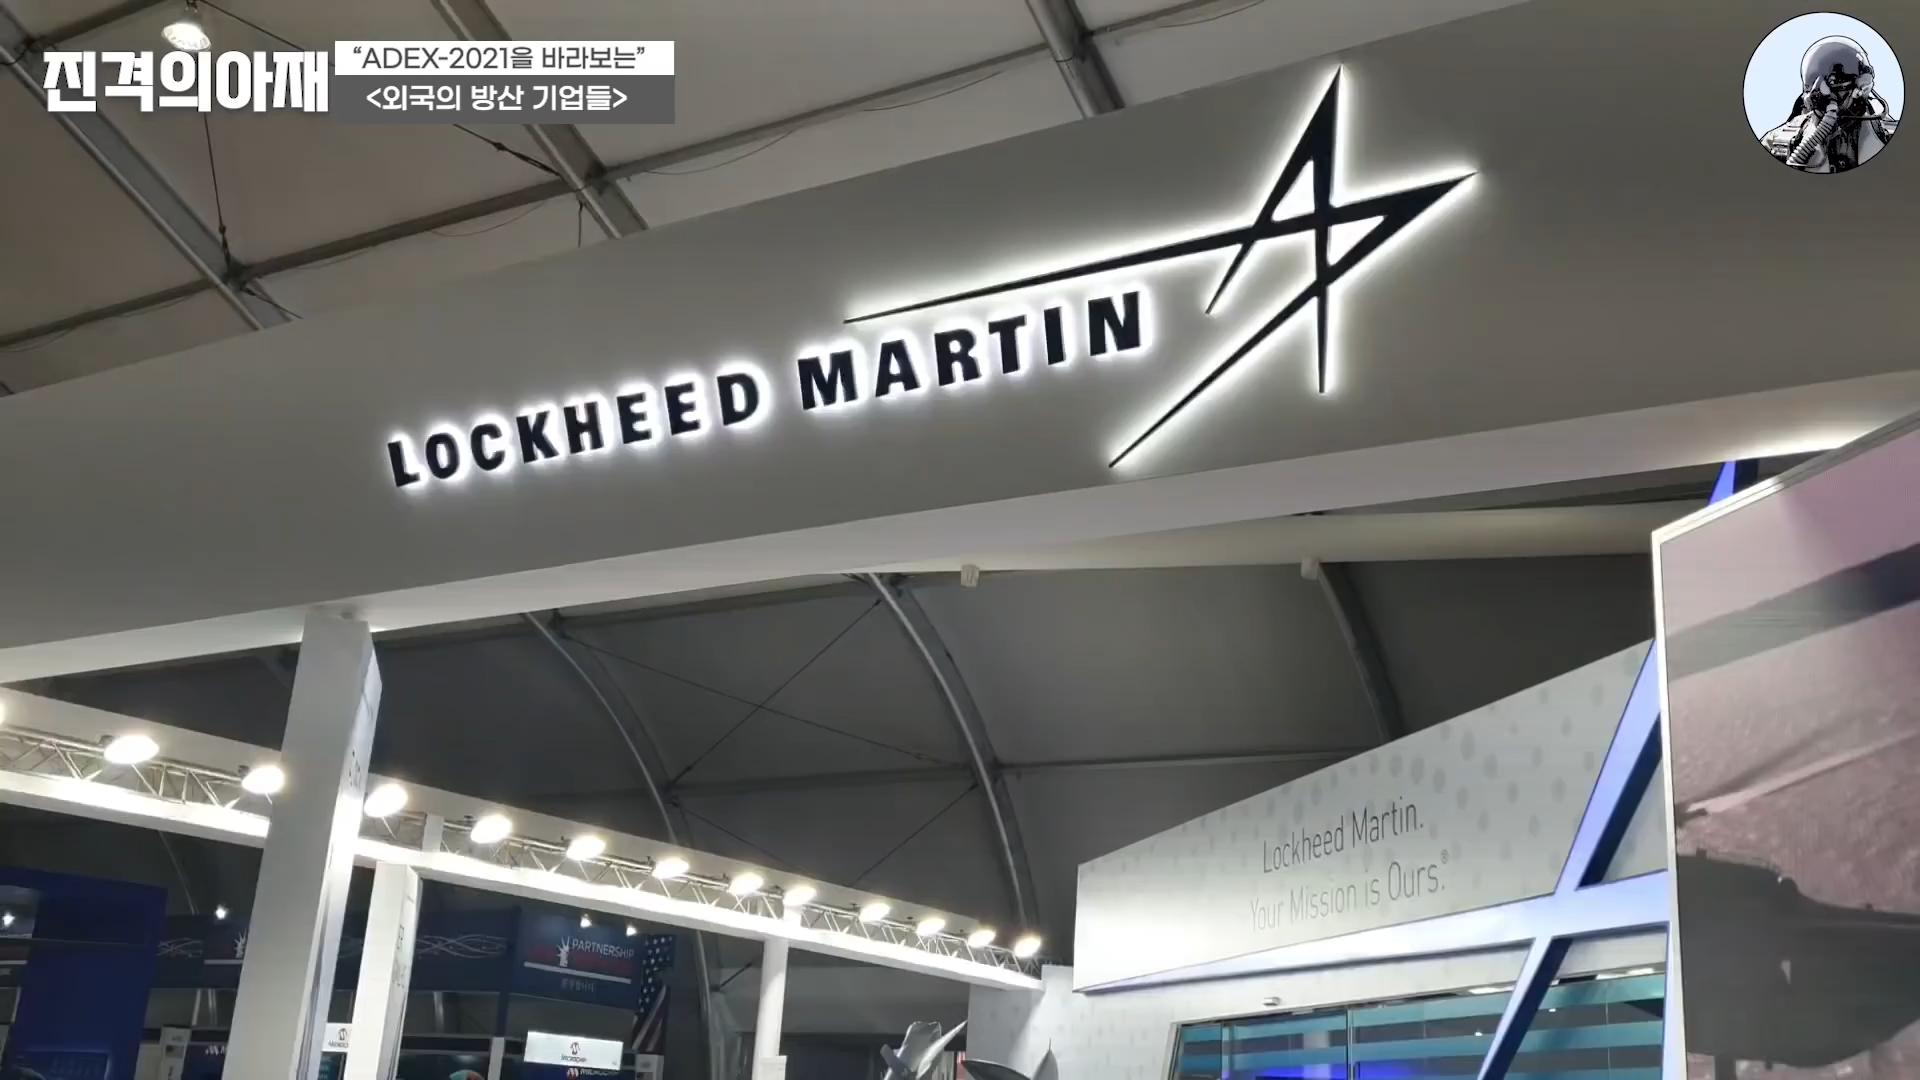 진격의아재
“ADEX-2021을 바라보는”
<외국의 방산 기업들>
LOCKHEED MARTIN
Lockheed Martin.
Your Mission is Ours.®
PARTNERSHIP
MICROCHIP